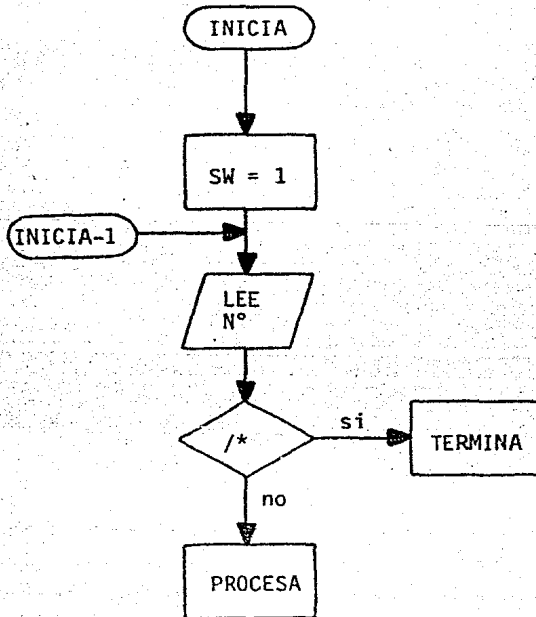 INICIA
SW = 1
INICIA-1
LEE
N°
/*
si
TERMINA
no
PROCESA